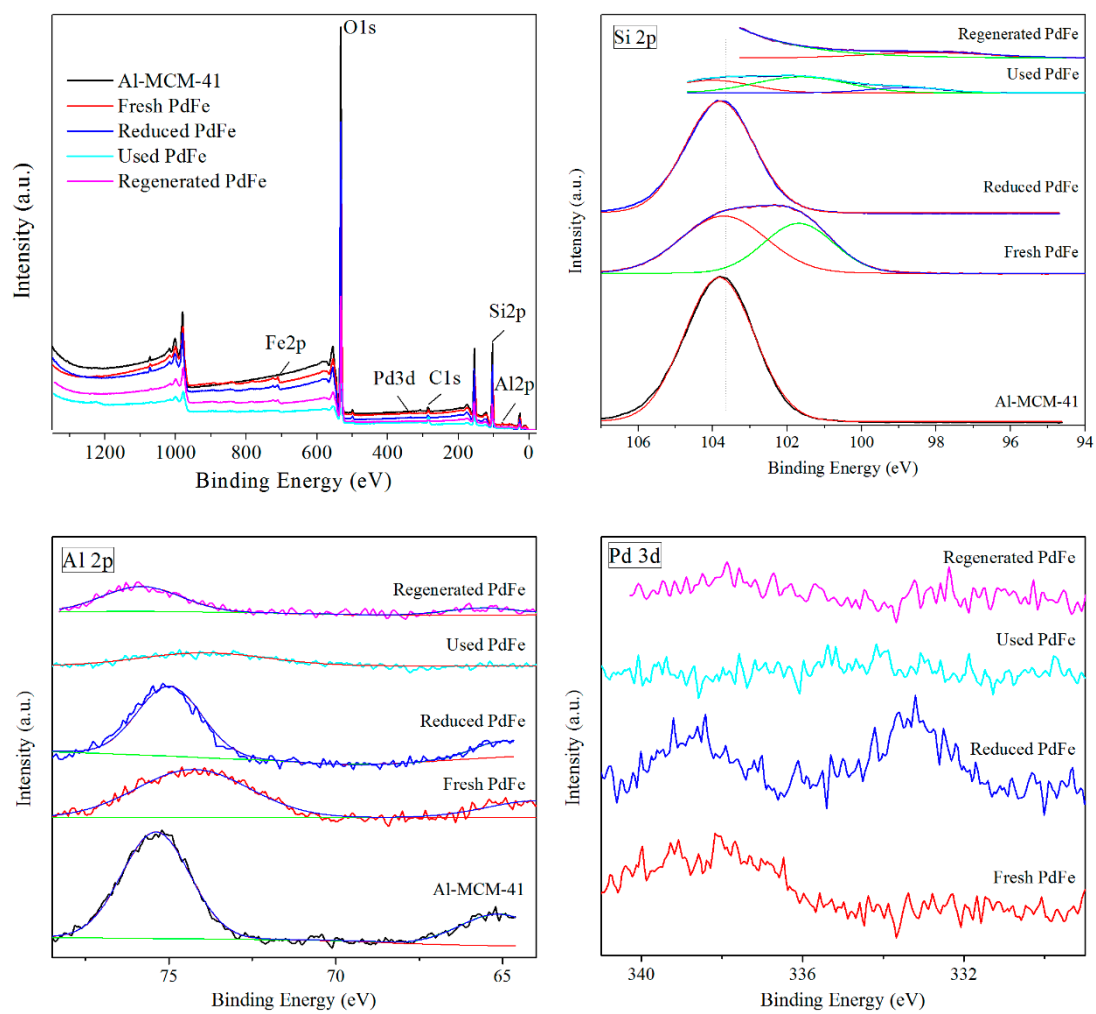 O1s
Al-MCM-41
Fresh PdFe
Reduced PdFe
Used PdFe
Regenerated PdFe
Si2p
Fe2p
Pd3d
C1s
Al2p
Intensity (a.u.)
1200 1000 800 600 400 200 0
Binding Energy (eV)
Si 2p
Regenerated PdFe
Used PdFe
Reduced PdFe
Fresh PdFe
Al-MCM-41
Intensity (a.u.)
106 104 102 100 98 96 94
Binding Energy (eV)
Al 2p
Regenerated PdFe
Used PdFe
Reduced PdFe
Fresh PdFe
Al-MCM-41
Intensity (a.u.)
75 70 65
Binding Energy (eV)
Pd 3d
Regenerated PdFe
Used PdFe
Reduced PdFe
Fresh PdFe
Intensity (a.u.)
340 336 332
Binding Energy (eV)